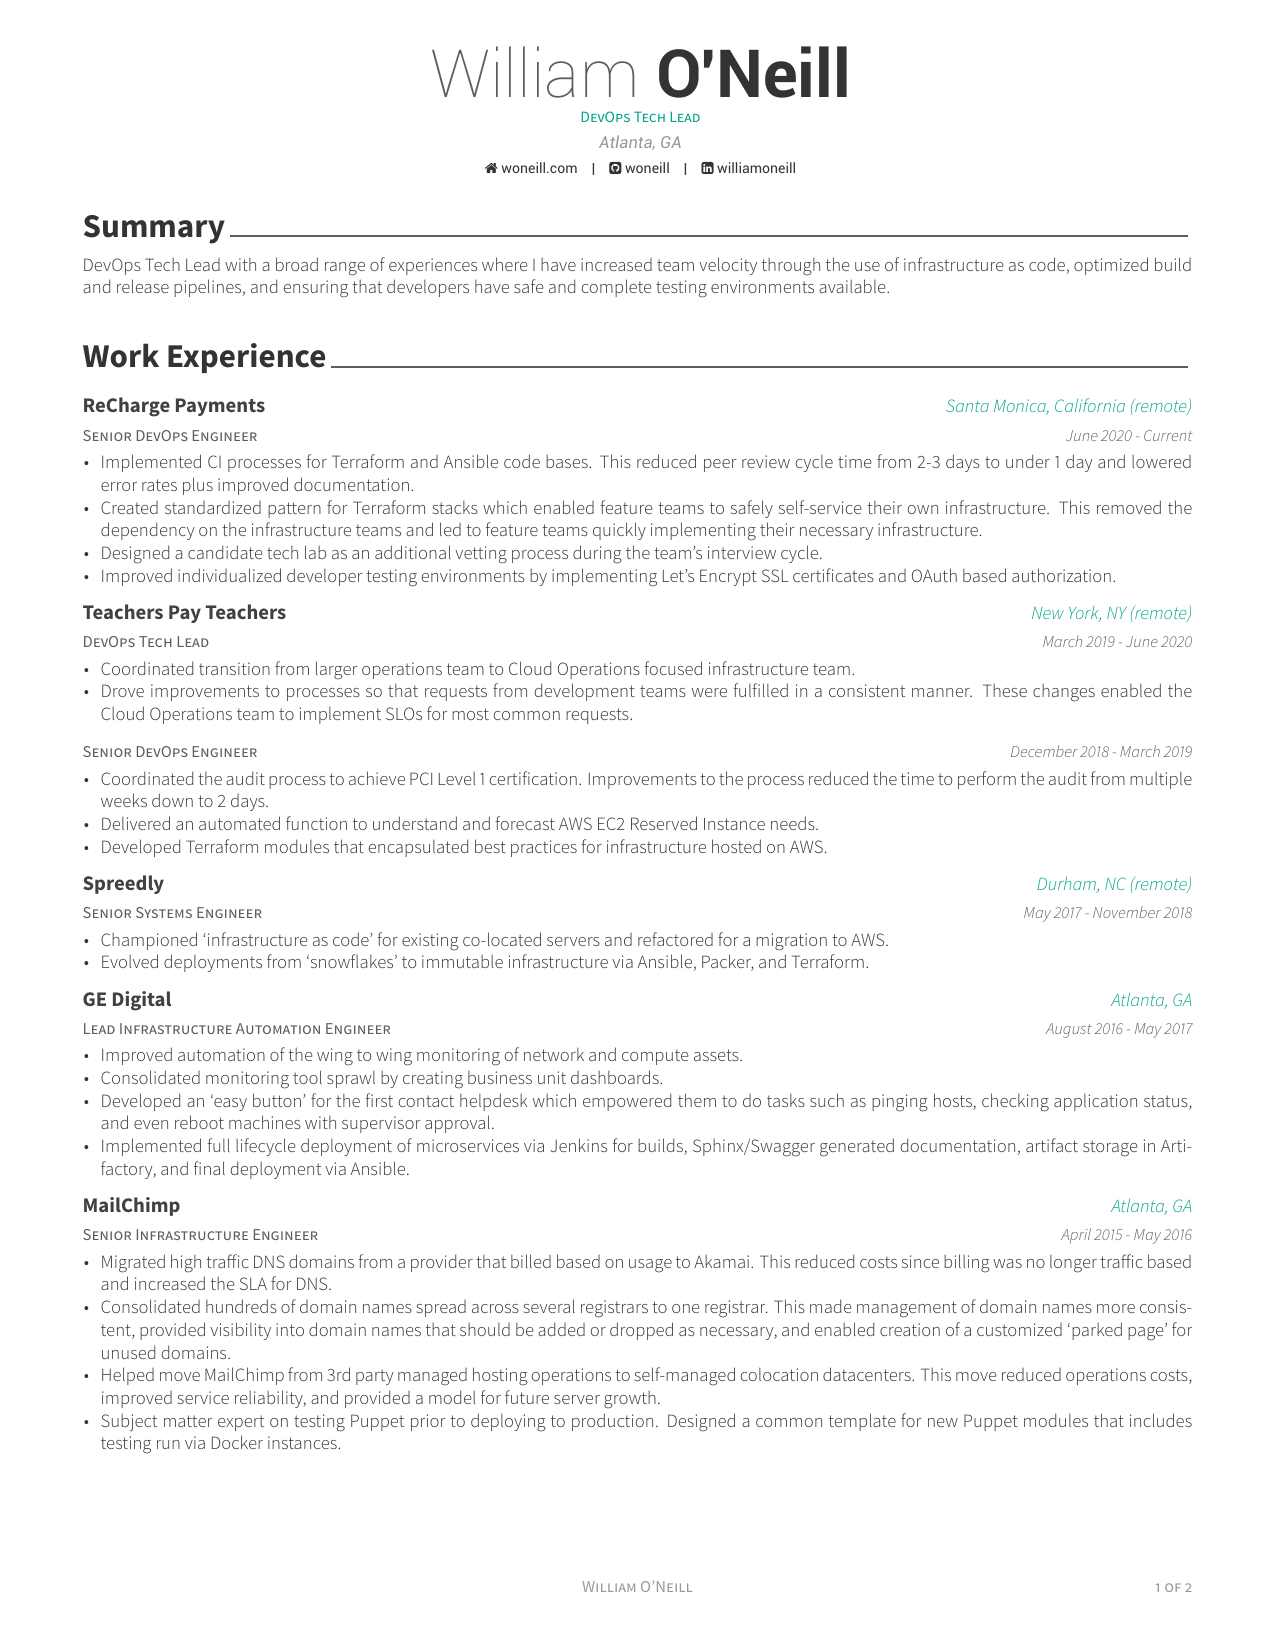 William O'Neill
DevOps Tech Lead
Atlanta, GA
woneill.com | woneill | williamoneill
Summary
DevOps Tech Lead with a broad range of experiences where I have increased team velocity through the use of infrastructure as code, optimized build
and release pipelines, and ensuring that developers have safe and complete testing environments available.
Work Experience
ReCharge Payments Santa Monica, California (remote)
Senior DevOps Engineer June 2020 - Current
• Implemented CI processes for Terraform and Ansible code bases. This reduced peer review cycle time from 2-3 days to under 1 day and lowered
error rates plus improved documentation.
• Created standardized pattern for Terraform stacks which enabled feature teams to safely self-service their own infrastructure. This removed the
dependency on the infrastructure teams and led to feature teams quickly implementing their necessary infrastructure.
• Designed a candidate tech lab as an additional vetting process during the team's interview cycle.
• Improved individualized developer testing environments by implementing Let's Encrypt SSL certificates and OAuth based authorization.
Teachers Pay Teachers New York, NY (remote)
DevOps Tech Lead March 2019 - June 2020
• Coordinated transition from larger operations team to Cloud Operations focused infrastructure team.
• Drove improvements to processes so that requests from development teams were fulfilled in a consistent manner. These changes enabled the
Cloud Operations team to implement SLOs for most common requests.
Senior DevOps Engineer December 2018 - March 2019
• Coordinated the audit process to achieve PCI Level 1 certification. Improvements to the process reduced the time to perform the audit from multiple
weeks down to 2 days.
• Delivered an automated function to understand and forecast AWS EC2 Reserved Instance needs.
• Developed Terraform modules that encapsulated best practices for infrastructure hosted on AWS.
Spreedly Durham, NC (remote)
Senior Systems Engineer May 2017 - November 2018
• Championed 'infrastructure as code' for existing co-located servers and refactored for a migration to AWS.
• Evolved deployments from 'snowflakes' to immutable infrastructure via Ansible, Packer, and Terraform.
GE Digital Atlanta, GA
Lead Infrastructure Automation Engineer August 2016 - May 2017
• Improved automation of the wing to wing monitoring of network and compute assets.
• Consolidated monitoring tool sprawl by creating business unit dashboards.
• Developed an 'easy button' for the first contact helpdesk which empowered them to do tasks such as pinging hosts, checking application status,
and even reboot machines with supervisor approval.
• Implemented full lifecycle deployment of microservices via Jenkins for builds, Sphinx/Swagger generated documentation, artifact storage in Arti-
factory, and final deployment via Ansible.
MailChimp Atlanta, GA
Senior Infrastructure Engineer April 2015 - May 2016
• Migrated high traffic DNS domains from a provider that billed based on usage to Akamai. This reduced costs since billing was no longer traffic based
and increased the SLA for DNS.
• Consolidated hundreds of domain names spread across several registrars to one registrar. This made management of domain names more consis-
tent, provided visibility into domain names that should be added or dropped as necessary, and enabled creation of a customized 'parked page' for
unused domains.
• Helped move MailChimp from 3rd party managed hosting operations to self-managed colocation datacenters. This move reduced operations costs,
improved service reliability, and provided a model for future server growth.
• Subject matter expert on testing Puppet prior to deploying to production. Designed a common template for new Puppet modules that includes
testing run via Docker instances.
William O'Neill 1 of 2